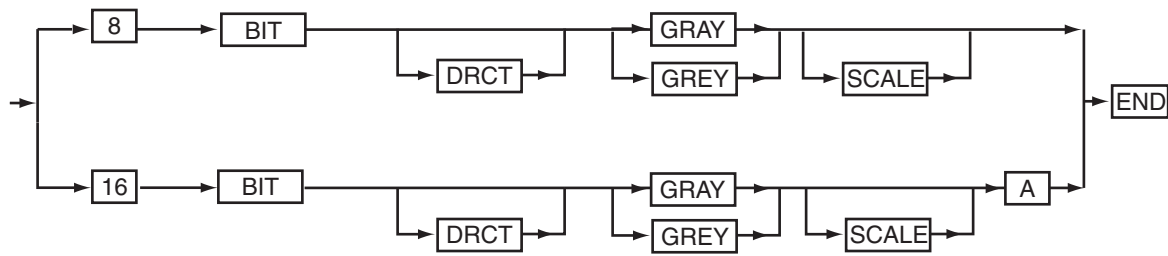 8 BIT GRAY
DRCT GREY SCALE
END
16 BIT GRAY A
DRCT GREY SCALE